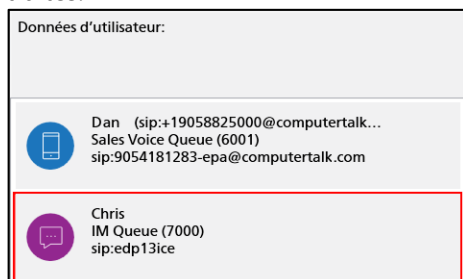 Données d'utilisateur:
Dan (sip:+19058825000@computertalk...
Sales Voice Queue (6001)
sip:9054181283-epa@computertalk.com
Chris
IM Queue (7000)
sip:edp13ice